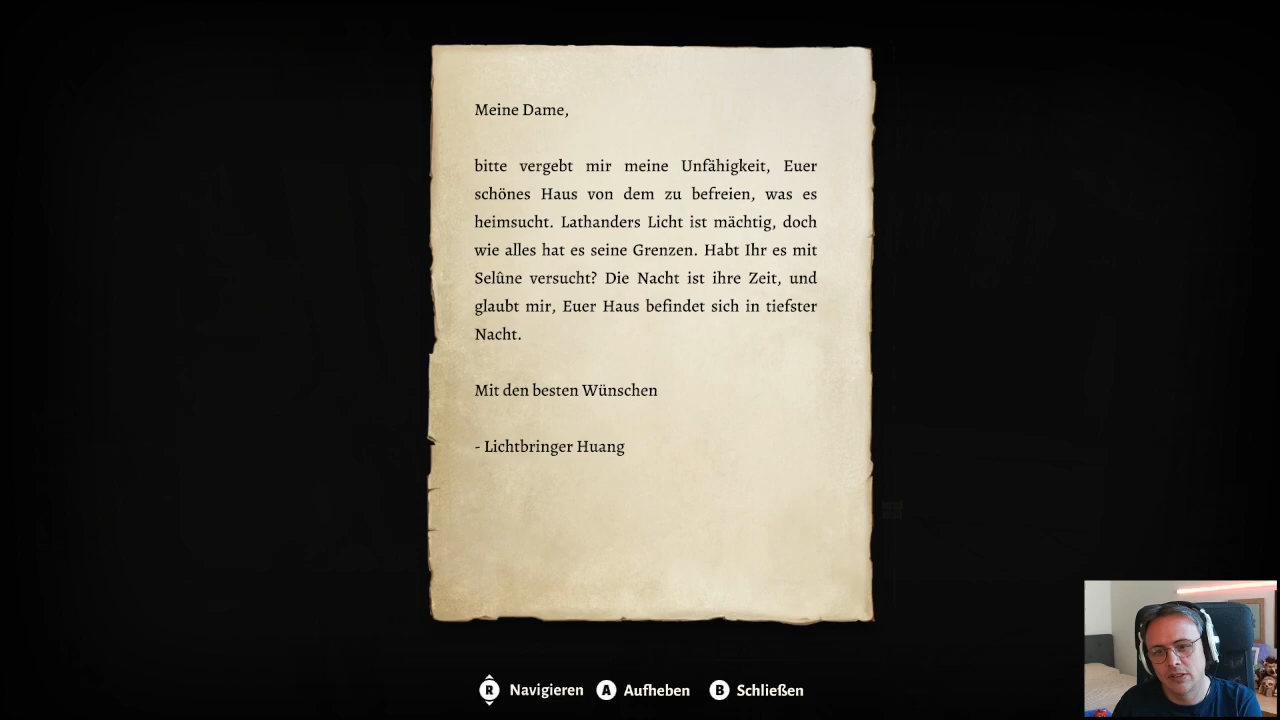 Meine Dame,
bitte vergebt mir meine Unfähigkeit, Euer
schönes Haus von dem zu befreien, was es
heimsucht. Lathanders Licht ist mächtig, doch
wie alles hat es seine Grenzen. Habt Ihr es mit
Selûne versucht? Die Nacht ist ihre Zeit, und
glaubt mir, Euer Haus befindet sich in tiefster
Nacht.
Mit den besten Wünschen
- Lichtbringer Huang
R Navigieren A Aufheben B Schließen